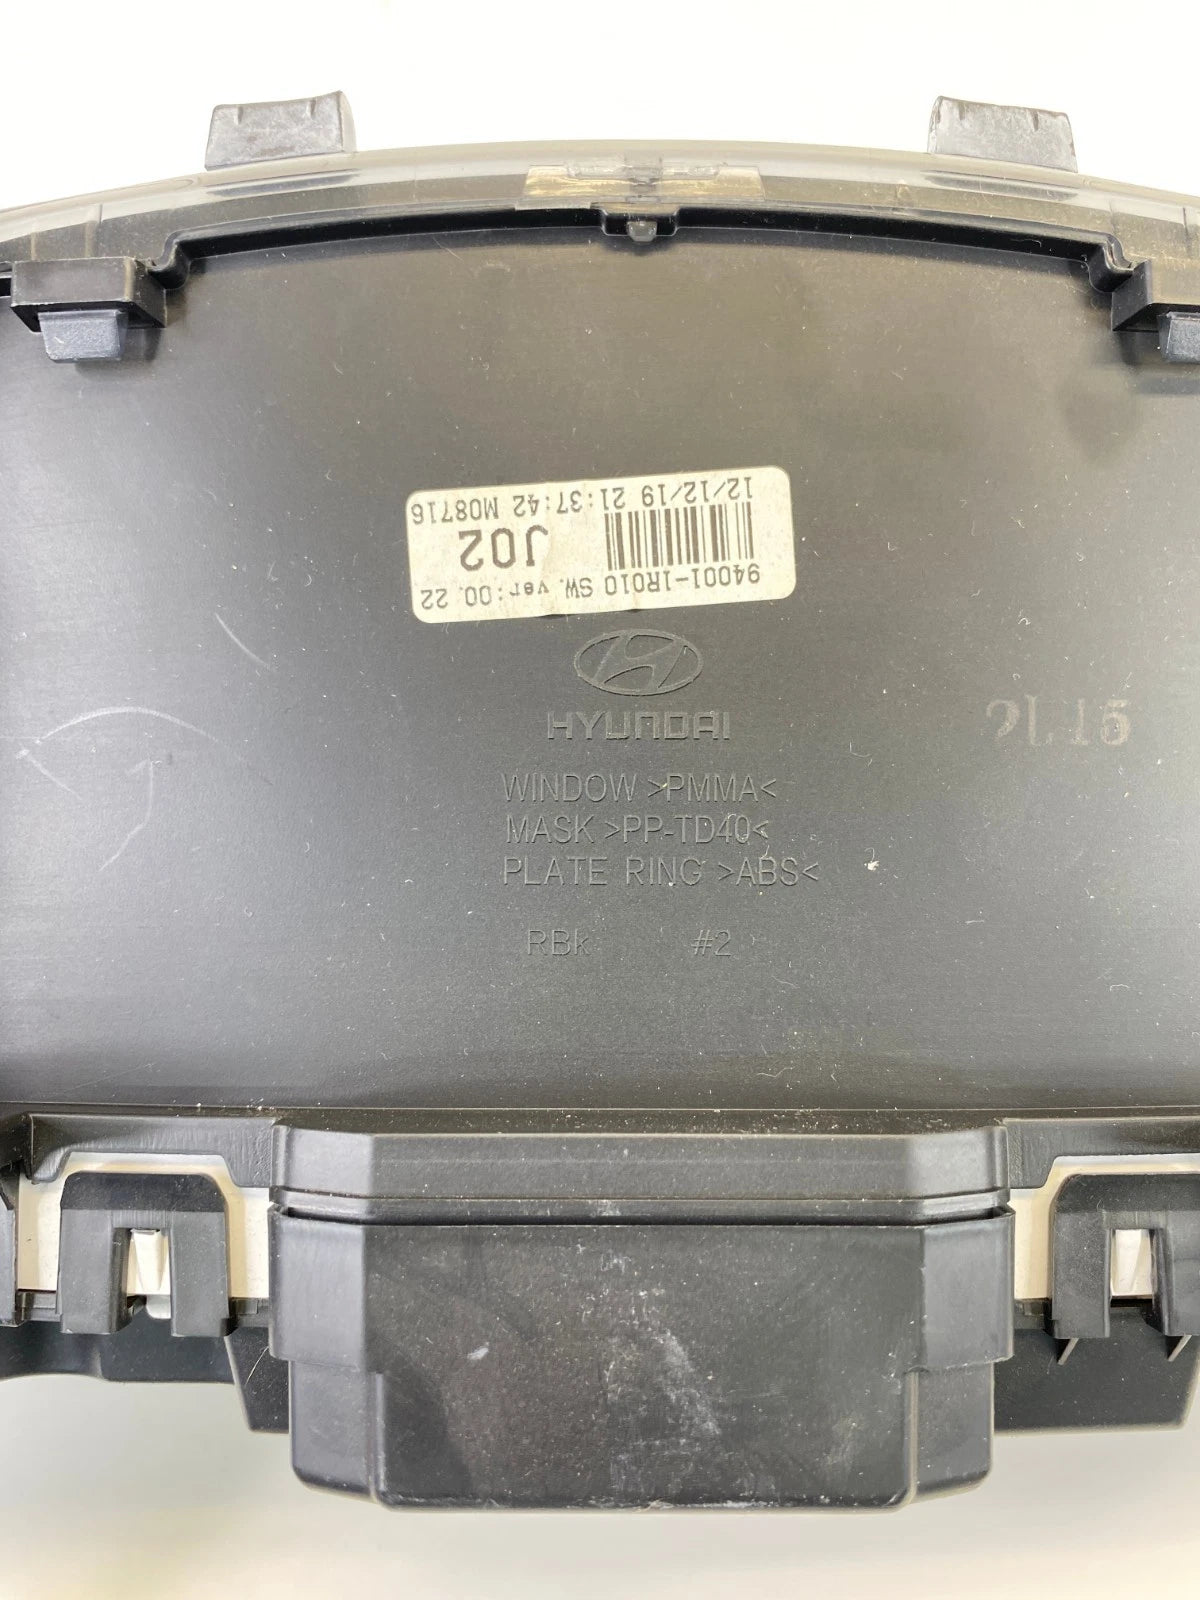 94001-1R010 SW. ver:00.22
J02
12/12/19 21:37:42 M08716
HYUNDAI
WINDOW >PMMA<
MASK >PP-TD40<
PLATE RING >ABS<
RBk #2